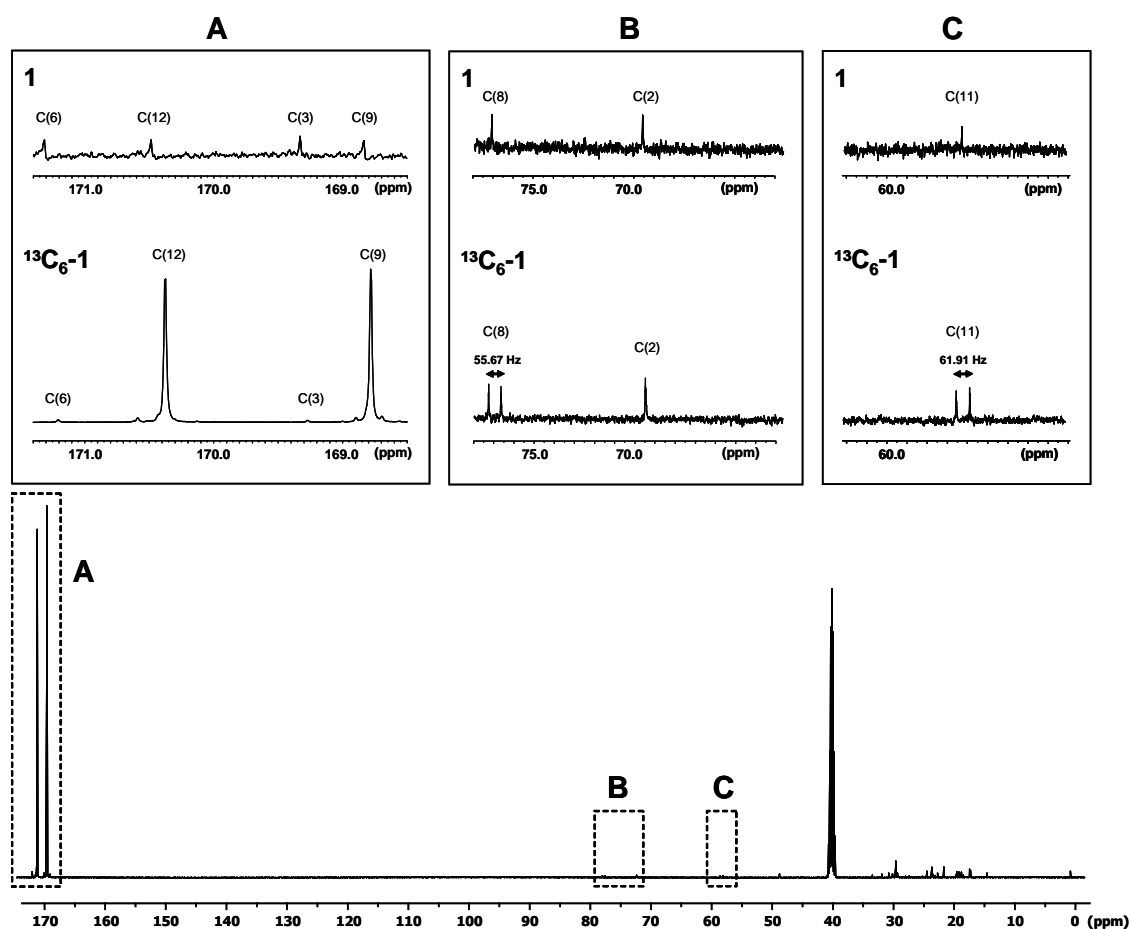 A
B
C
1
C(6) C(12) C(3) C(9)
171.0 170.0 169.0 (ppm)
¹³C₆-1
C(12) C(9)
C(6) C(3)
171.0 170.0 169.0 (ppm)
1
C(8) C(2)
75.0 70.0 (ppm)
¹³C₆-1
C(8)
C(2)
55.67 Hz
75.0 70.0 (ppm)
1
C(11)
60.0 (ppm)
¹³C₆-1
C(11)
61.91 Hz
60.0 (ppm)
A
B
C
170 160 150 140 130 120 110 100 90 80 70 60 50 40 30 20 10 0 (ppm)